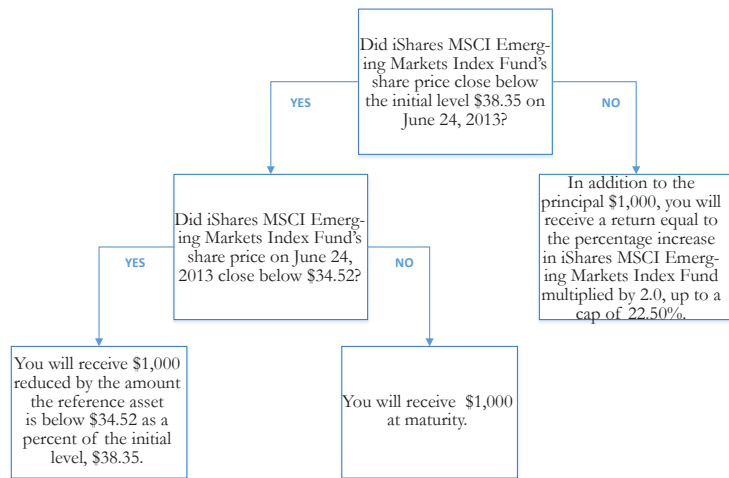 Did iShares MSCI Emerg-
ing Markets Index Fund's
share price close below
the initial level $38.35 on
June 24, 2013?
YES
NO
Did iShares MSCI Emerg-
ing Markets Index Fund's
share price on June 24,
2013 close below $34.52?
In addition to the
principal $1,000, you will
receive a return equal to
the percentage increase
in iShares MSCI Emerg-
ing Markets Index Fund
multiplied by 2.0, up to a
cap of 22.50%.
YES
NO
You will receive $1,000
reduced by the amount
the reference asset
is below $34.52 as a
percent of the initial
level, $38.35.
You will receive $1,000
at maturity.